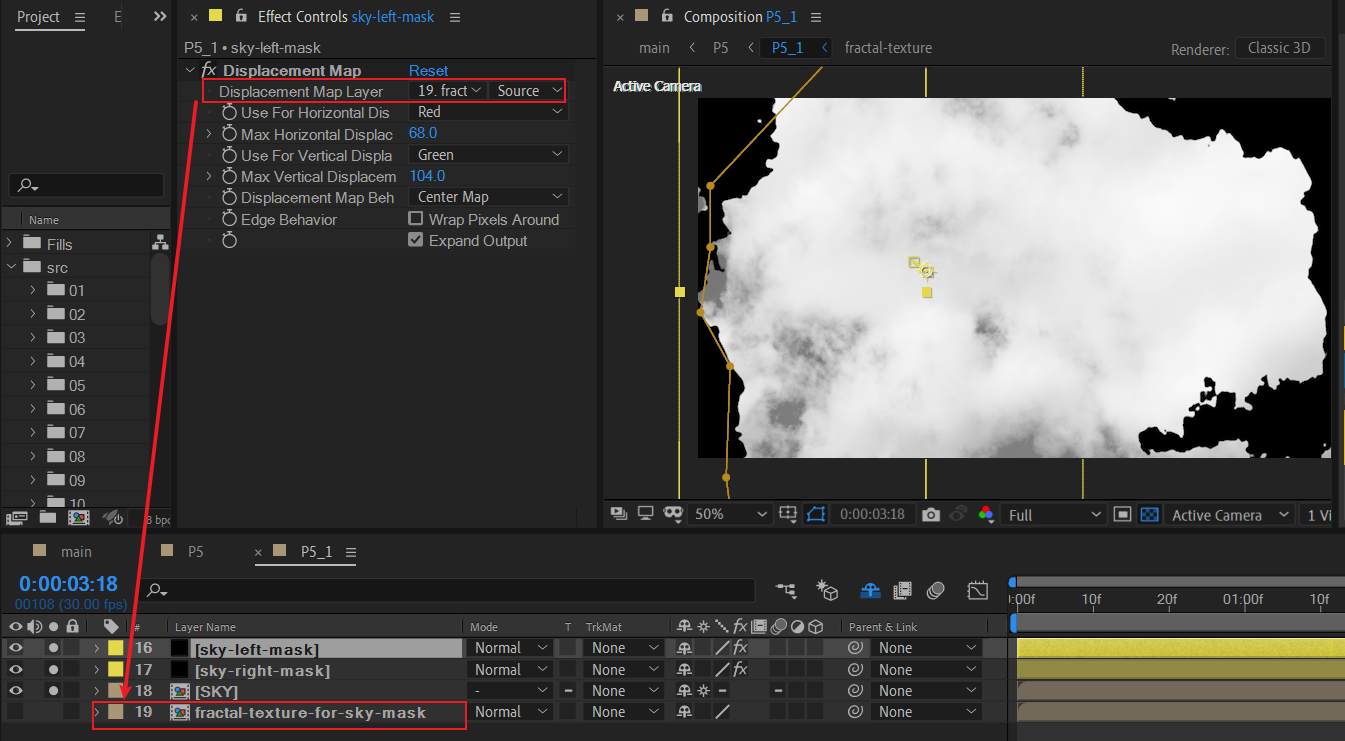 Project
E
Effect Controls sky-left-mask
Composition P5_1
P5_1 • sky-left-mask
main
P5
P5_1
fractal-texture
Renderer:
Classic 3D
fx Displacement Map
Reset
Active Camera
Displacement Map Layer
19. fract
Source
Use For Horizontal Dis
Red
Max Horizontal Displac
68.0
Use For Vertical Displa
Green
Max Vertical Displacem
104.0
Displacement Map Beh
Center Map
Edge Behavior
Wrap Pixels Around
Expand Output
Name
Fills
src
01
02
03
04
05
06
07
08
09
10
8 bpc
50%
0:00:03:18
Full
Active Camera
1 Vi
main
P5
P5_1
0:00:03:18
00108 (30.00 fps)
:00f
10f
20f
01:00f
10f
#
Layer Name
Mode
T
TrkMat
fx
Parent & Link
16
[sky-left-mask]
Normal
None
fx
None
17
[sky-right-mask]
Normal
None
fx
None
18
[SKY]
-
None
None
19
fractal-texture-for-sky-mask
Normal
None
None